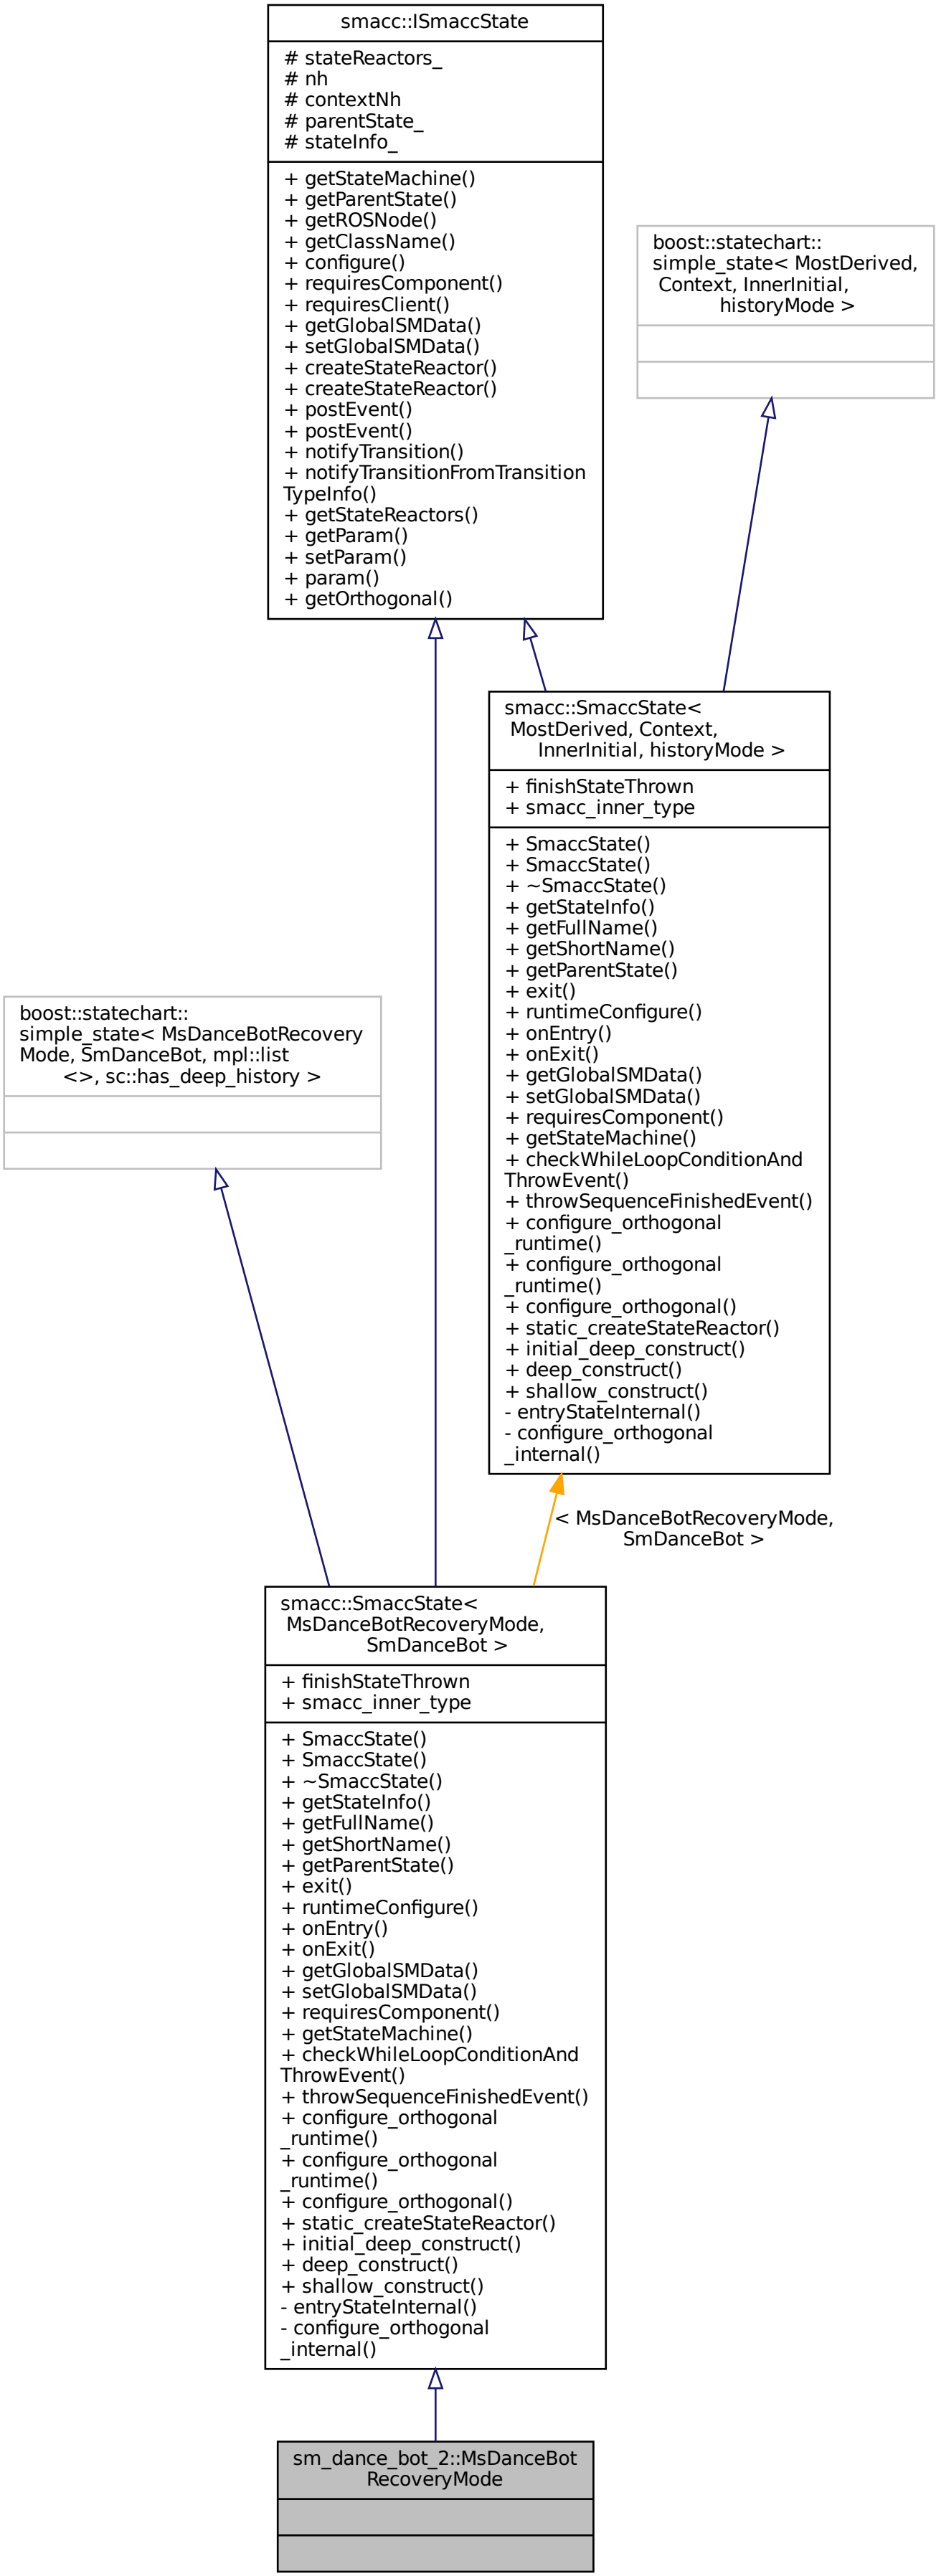 smacc::ISmaccState
# stateReactors_
# nh
# contextNh
# parentState_
# stateInfo_
+ getStateMachine()
+ getParentState()
+ getROSNode()
+ getClassName()
+ configure()
+ requiresComponent()
+ requiresClient()
+ getGlobalSMData()
+ setGlobalSMData()
+ createStateReactor()
+ createStateReactor()
+ postEvent()
+ postEvent()
+ notifyTransition()
+ notifyTransitionFromTransition
TypeInfo()
+ getStateReactors()
+ getParam()
+ setParam()
+ param()
+ getOrthogonal()
boost::statechart::
simple_state< MostDerived,
Context, InnerInitial,
historyMode >
smacc::SmaccState<
MostDerived, Context,
InnerInitial, historyMode >
+ finishStateThrown
+ smacc_inner_type
+ SmaccState()
+ SmaccState()
+ ~SmaccState()
+ getStateInfo()
+ getFullName()
+ getShortName()
+ getParentState()
+ exit()
+ runtimeConfigure()
+ onEntry()
+ onExit()
+ getGlobalSMData()
+ setGlobalSMData()
+ requiresComponent()
+ getStateMachine()
+ checkWhileLoopConditionAnd
ThrowEvent()
+ throwSequenceFinishedEvent()
+ configure_orthogonal
_runtime()
+ configure_orthogonal
_runtime()
+ configure_orthogonal()
+ static_createStateReactor()
+ initial_deep_construct()
+ deep_construct()
+ shallow_construct()
- entryStateInternal()
- configure_orthogonal
_internal()
boost::statechart::
simple_state< MsDanceBotRecovery
Mode, SmDanceBot, mpl::list
<>, sc::has_deep_history >
< MsDanceBotRecoveryMode,
SmDanceBot >
smacc::SmaccState<
MsDanceBotRecoveryMode,
SmDanceBot >
+ finishStateThrown
+ smacc_inner_type
+ SmaccState()
+ SmaccState()
+ ~SmaccState()
+ getStateInfo()
+ getFullName()
+ getShortName()
+ getParentState()
+ exit()
+ runtimeConfigure()
+ onEntry()
+ onExit()
+ getGlobalSMData()
+ setGlobalSMData()
+ requiresComponent()
+ getStateMachine()
+ checkWhileLoopConditionAnd
ThrowEvent()
+ throwSequenceFinishedEvent()
+ configure_orthogonal
_runtime()
+ configure_orthogonal
_runtime()
+ configure_orthogonal()
+ static_createStateReactor()
+ initial_deep_construct()
+ deep_construct()
+ shallow_construct()
- entryStateInternal()
- configure_orthogonal
_internal()
sm_dance_bot_2::MsDanceBot
RecoveryMode